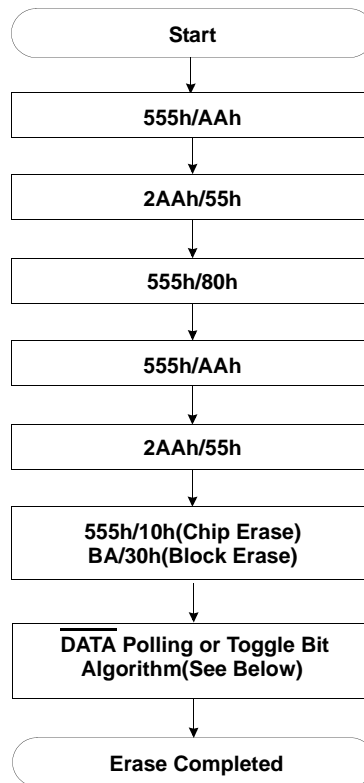 Start
555h/AAh
2AAh/55h
555h/80h
555h/AAh
2AAh/55h
555h/10h(Chip Erase)
BA/30h(Block Erase)
DATA Polling or Toggle Bit
Algorithm(See Below)
Erase Completed